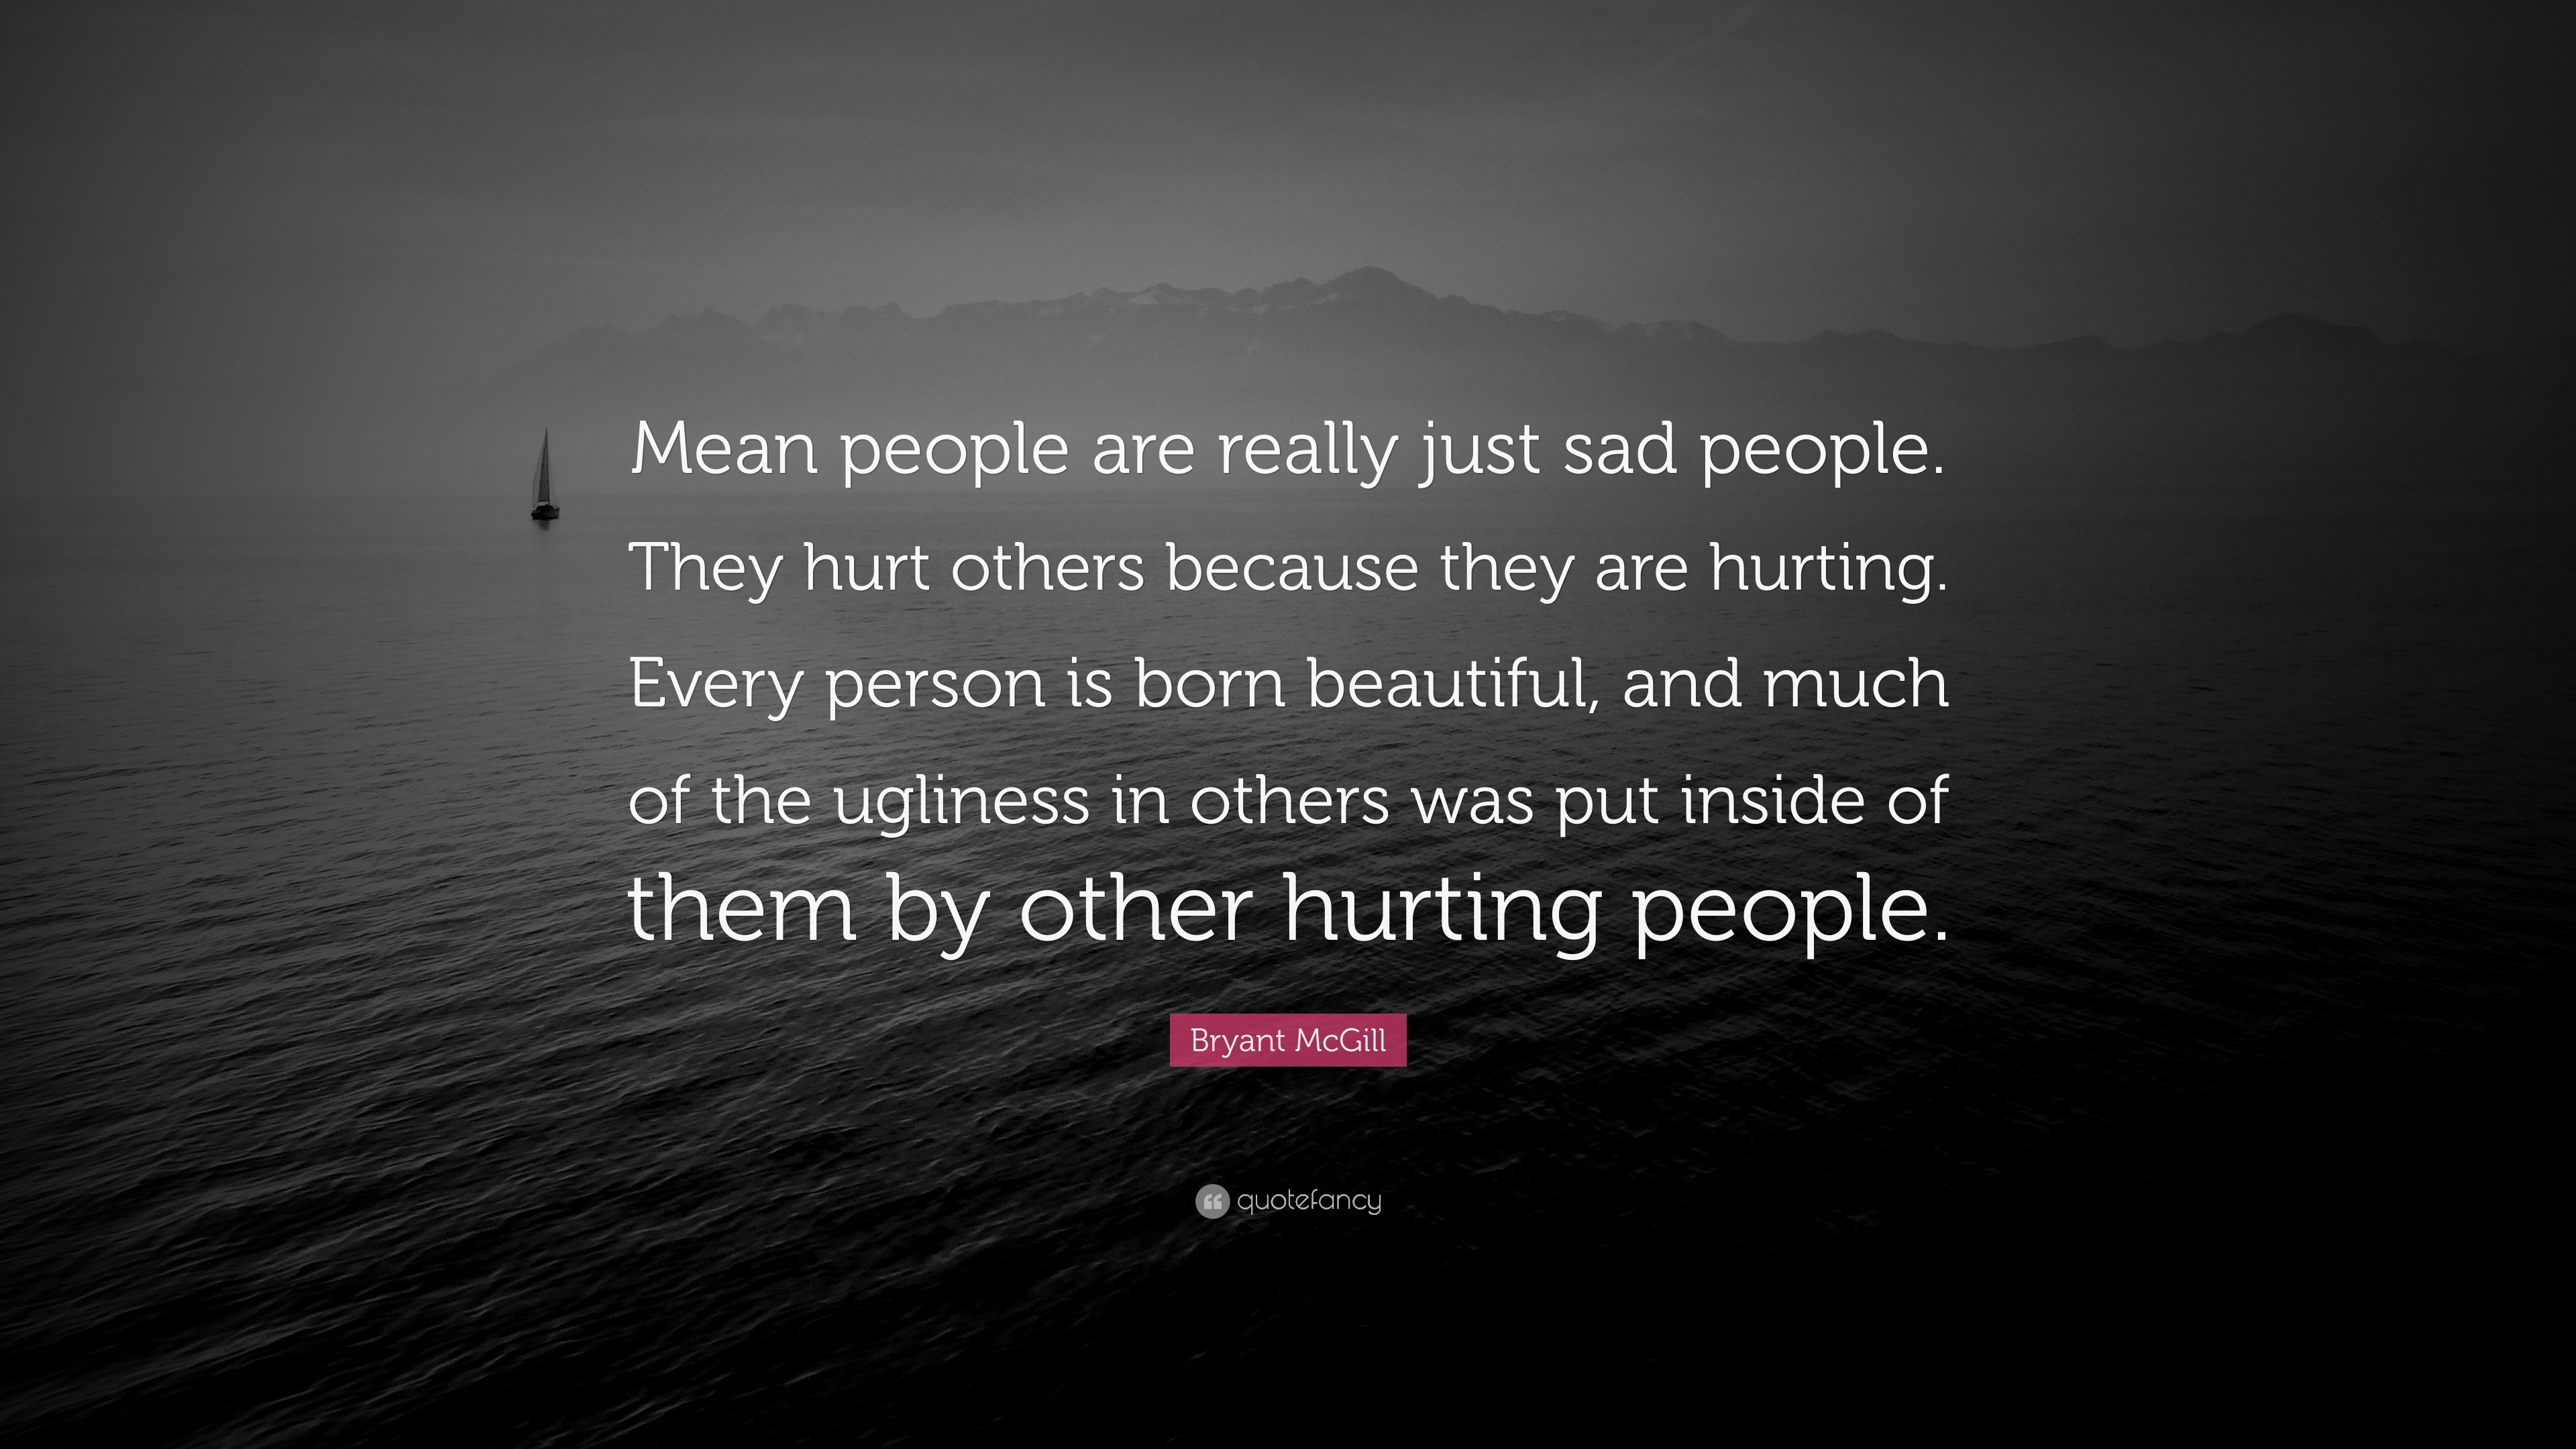 Mean people are really just sad people.
They hurt others because they are hurting.
Every person is born beautiful, and much
of the ugliness in others was put inside of
them by other hurting people.
Bryant McGill
quotefancy